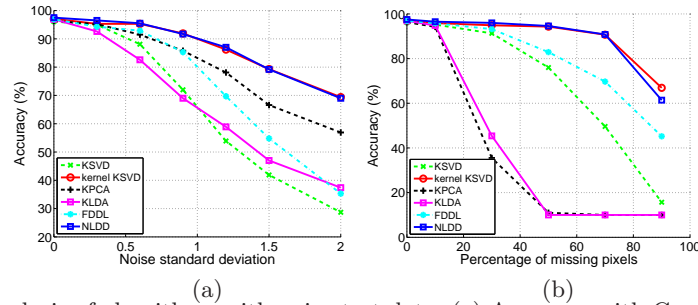 100
90
80
70
60
50
40
30
20
0 0.5 1 1.5 2
Accuracy (%)
Noise standard deviation
KSVD
kernel KSVD
KPCA
KLDA
FDDL
NLDD
(a)
100
80
60
40
20
0
0 20 40 60 80 100
Accuracy (%)
Percentage of missing pixels
KSVD
kernel KSVD
KPCA
KLDA
FDDL
NLDD
(b)